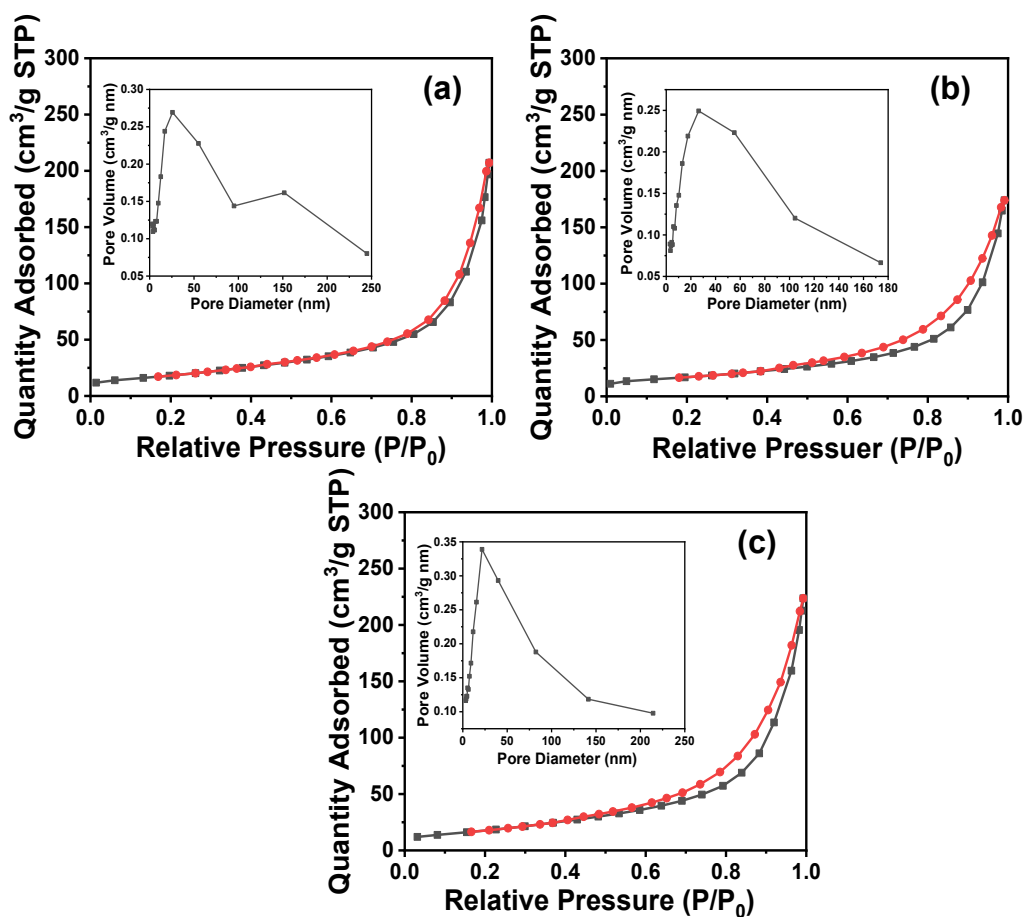 (a)
Quantity Adsorbed (cm³/g STP)
300
250
200
150
100
50
0
0.0 0.2 0.4 0.6 0.8 1.0
Relative Pressure (P/P₀)
Pore Volume (cm³/g nm)
0.30
0.25
0.20
0.15
0.10
0.05
0 50 100 150 200 250
Pore Diameter (nm)
(b)
Quantity Adsorbed (cm³/g STP)
300
250
200
150
100
50
0
0.0 0.2 0.4 0.6 0.8 1.0
Relative Pressuer (P/P₀)
Pore Volume (cm³/g nm)
0.25
0.20
0.15
0.10
0.05
0 20 40 60 80 100 120 140 160 180
Pore Diameter (nm)
(c)
Quantity Adsorbed (cm³/g STP)
300
250
200
150
100
50
0
0.0 0.2 0.4 0.6 0.8 1.0
Relative Pressure (P/P₀)
Pore Volume (cm³/g nm)
0.35
0.30
0.25
0.20
0.15
0.10
0 50 100 150 200 250
Pore Diameter (nm)